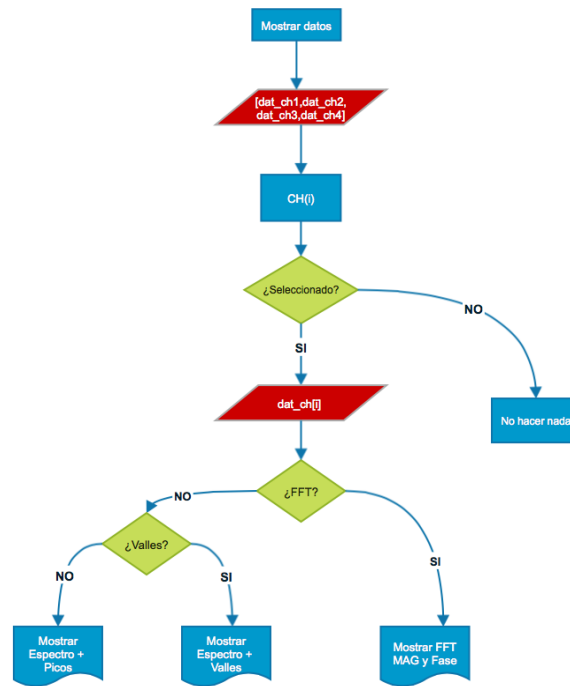 Mostrar datos
[dat_ch1,dat_ch2,
dat_ch3,dat_ch4]
CH(i)
¿Seleccionado?
NO
SI
dat_ch[i]
No hacer nada
¿FFT?
NO
¿Valles?
SI
NO
SI
Mostrar
Espectro +
Picos
Mostrar
Espectro +
Valles
Mostrar FFT
MAG y Fase